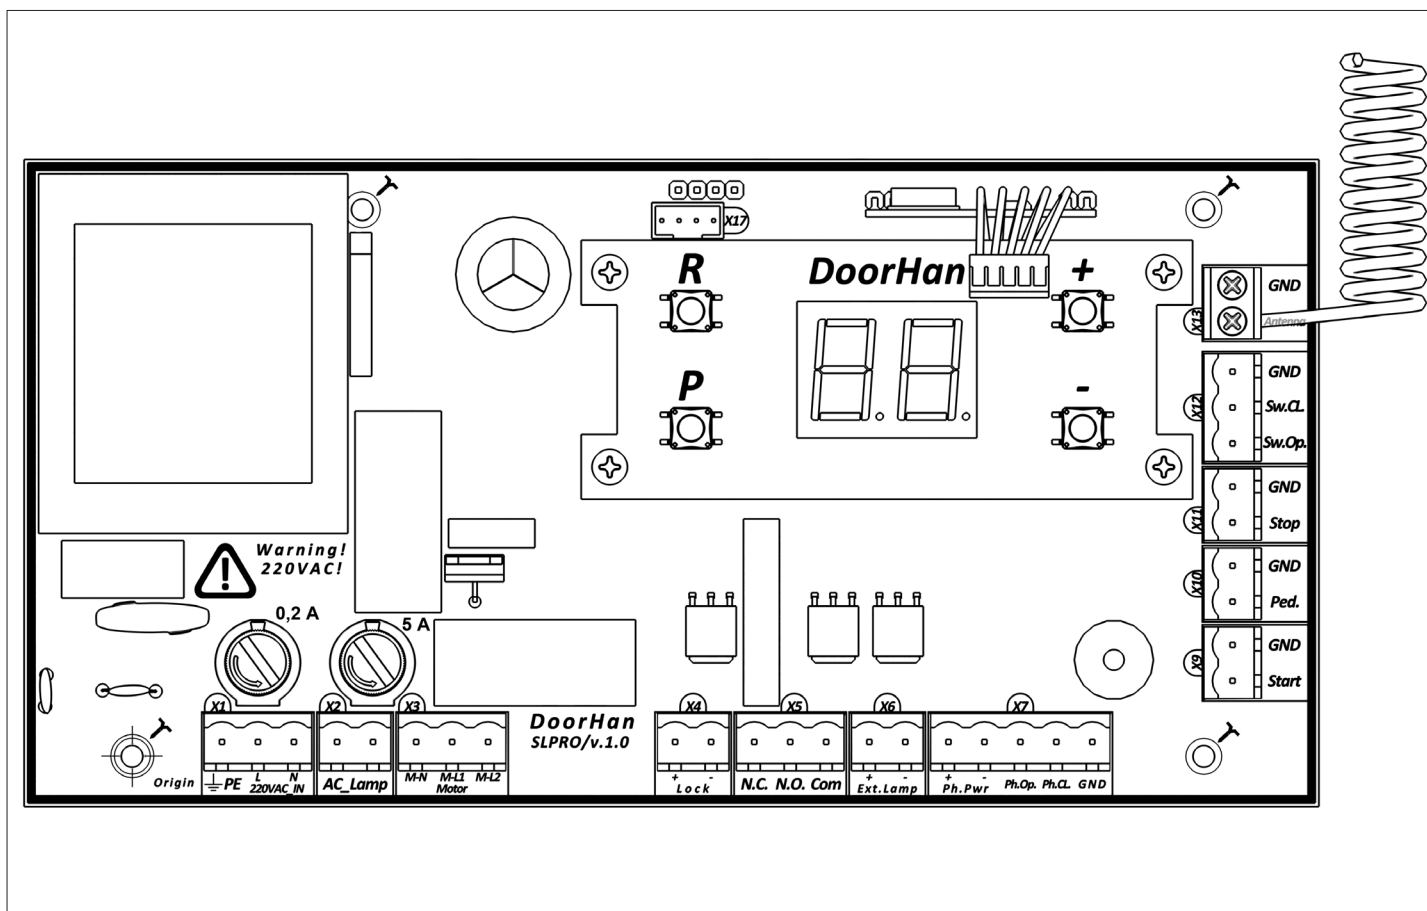 X17
R
DoorHan
+
P
-
X13
GND
Antenna
X12
GND
Sw.CL.
Sw.Op.
X11
GND
Stop
X10
GND
Ped.
X9
GND
Start
Warning!
220VAC!
0,2 A
5 A
X1
X2
X3
X4
X5
X6
X7
DoorHan
SLPRO/v.1.0
Origin
PE
L
N
220VAC_IN
AC_Lamp
M-N
M-L1
M-L2
Motor
+
-
Lock
N.C.
N.O.
Com
+
-
Ext.Lamp
+
-
Ph.Pwr
Ph.Op.
Ph.CL.
GND